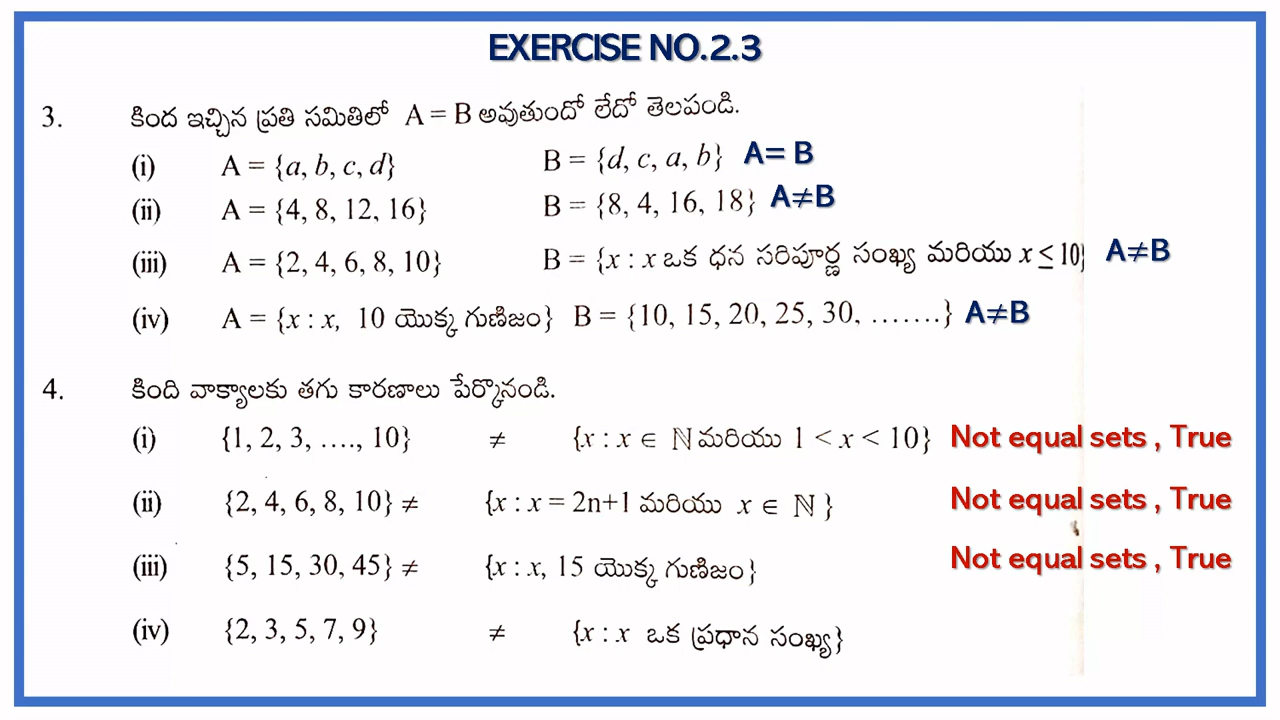 EXERCISE NO.2.3
3. కింద ఇచ్చిన ప్రతి సమితిలో A = B అవుతుందో లేదో తెలపండి.
(i) A = {a, b, c, d} B = {d, c, a, b} A= B
(ii) A = {4, 8, 12, 16} B = {8, 4, 16, 18} A≠B
(iii) A = {2, 4, 6, 8, 10} B = {x : x ఒక ధన సరిపూర్ణ సంఖ్య మరియు x ≤ 10} A≠B
(iv) A = {x : x, 10 యొక్క గుణిజం} B = {10, 15, 20, 25, 30, .......} A≠B
4. కింది వాక్యాలకు తగు కారణాలు పేర్కొనండి.
(i) {1, 2, 3, ...., 10} ≠ {x : x ∈ ℕ మరియు 1 < x < 10} Not equal sets , True
(ii) {2, 4, 6, 8, 10} ≠ {x : x = 2n+1 మరియు x ∈ ℕ } Not equal sets , True
(iii) {5, 15, 30, 45} ≠ {x : x, 15 యొక్క గుణిజం} Not equal sets , True
(iv) {2, 3, 5, 7, 9} ≠ {x : x ఒక ప్రధాన సంఖ్య}